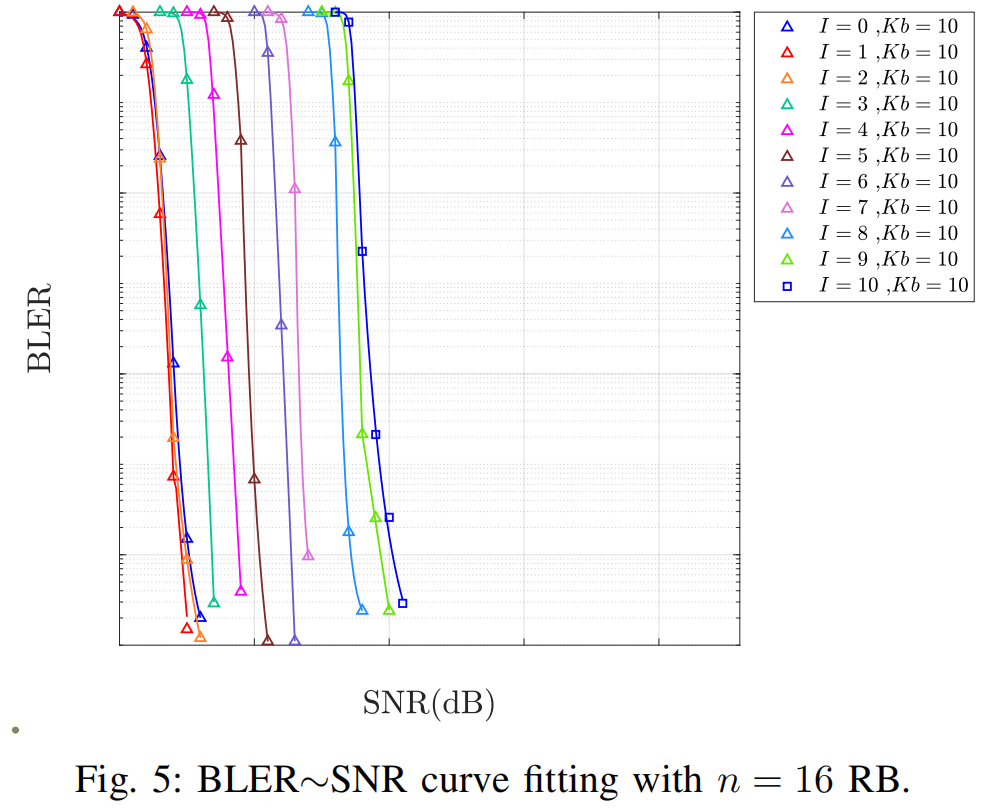 I = 0 ,Kb = 10
I = 1 ,Kb = 10
I = 2 ,Kb = 10
I = 3 ,Kb = 10
I = 4 ,Kb = 10
I = 5 ,Kb = 10
I = 6 ,Kb = 10
I = 7 ,Kb = 10
I = 8 ,Kb = 10
I = 9 ,Kb = 10
I = 10 ,Kb = 10
BLER
SNR(dB)
Fig. 5: BLER∼SNR curve fitting with n = 16 RB.